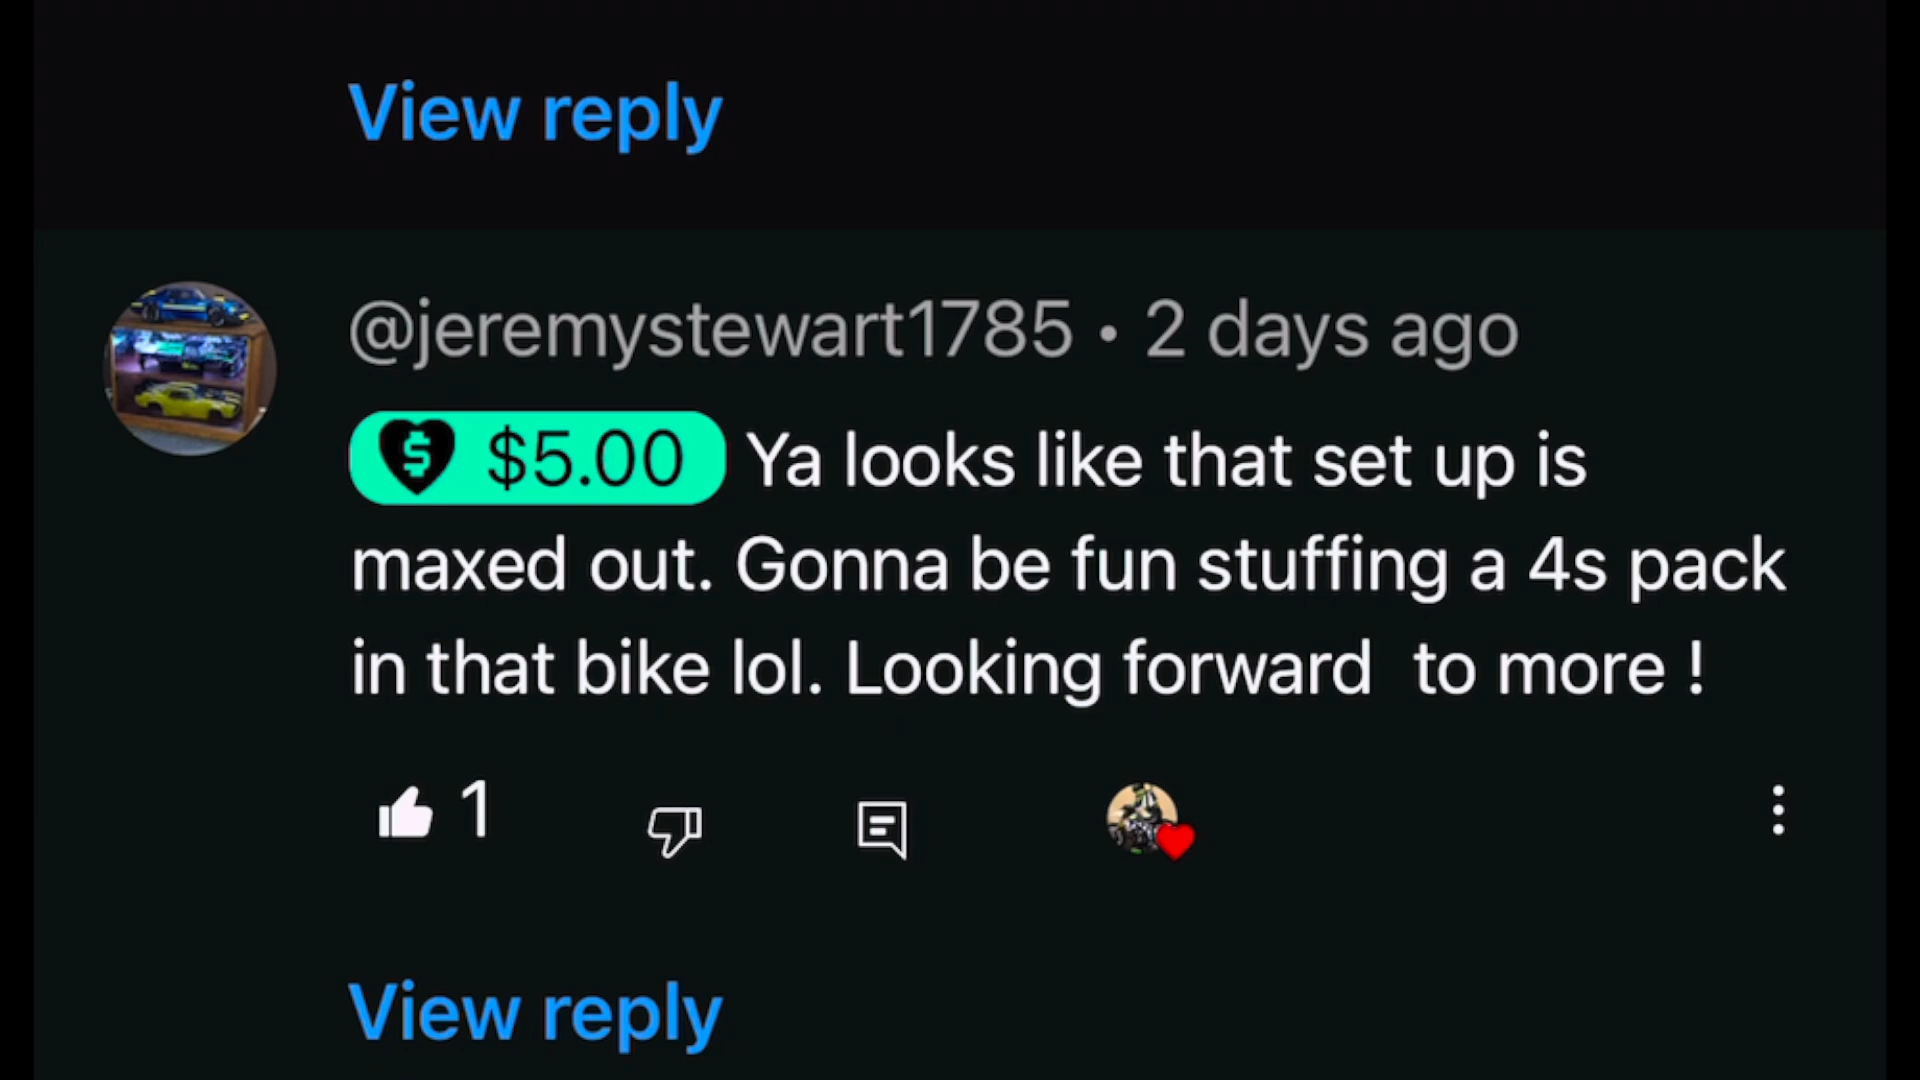 View reply
@jeremystewart1785 • 2 days ago
$ $5.00 Ya looks like that set up is
maxed out. Gonna be fun stuffing a 4s pack
in that bike lol. Looking forward  to more !
1
View reply